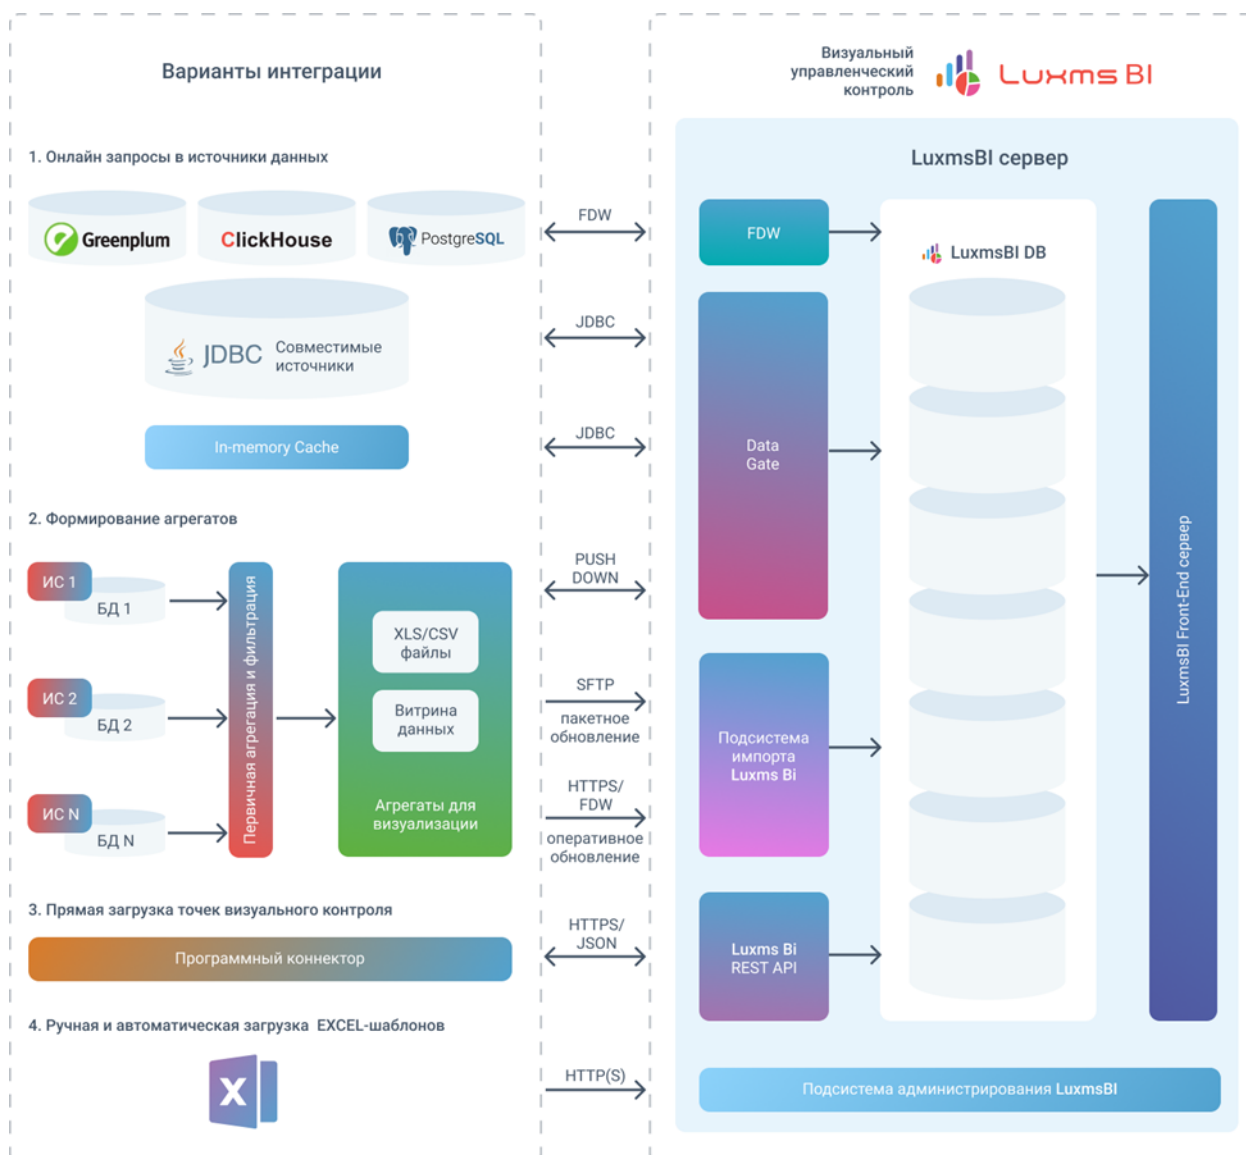 Варианты интеграции
1. Онлайн запросы в источники данных
Greenplum
ClickHouse
PostgreSQL
JDBC
Совместимые
источники
In-memory Cache
2. Формирование агрегатов
ИС 1
БД 1
ИС 2
БД 2
ИС N
БД N
Первичная агрегация и фильтрация
XLS/CSV
файлы
Витрина
данных
Агрегаты для
визуализации
3. Прямая загрузка точек визуального контроля
Программный коннектор
4. Ручная и автоматическая загрузка EXCEL-шаблонов
X
FDW
JDBC
JDBC
PUSH
DOWN
SFTP
пакетное
обновление
HTTPS/
FDW
оперативное
обновление
HTTPS/
JSON
HTTP(S)
Визуальный
управленческий
контроль
Luxms BI
LuxmsBI сервер
FDW
Data
Gate
Подсистема
импорта
Luxms Bi
Luxms Bi
REST API
LuxmsBI DB
LuxmsBI Front-End сервер
Подсистема администрирования LuxmsBI